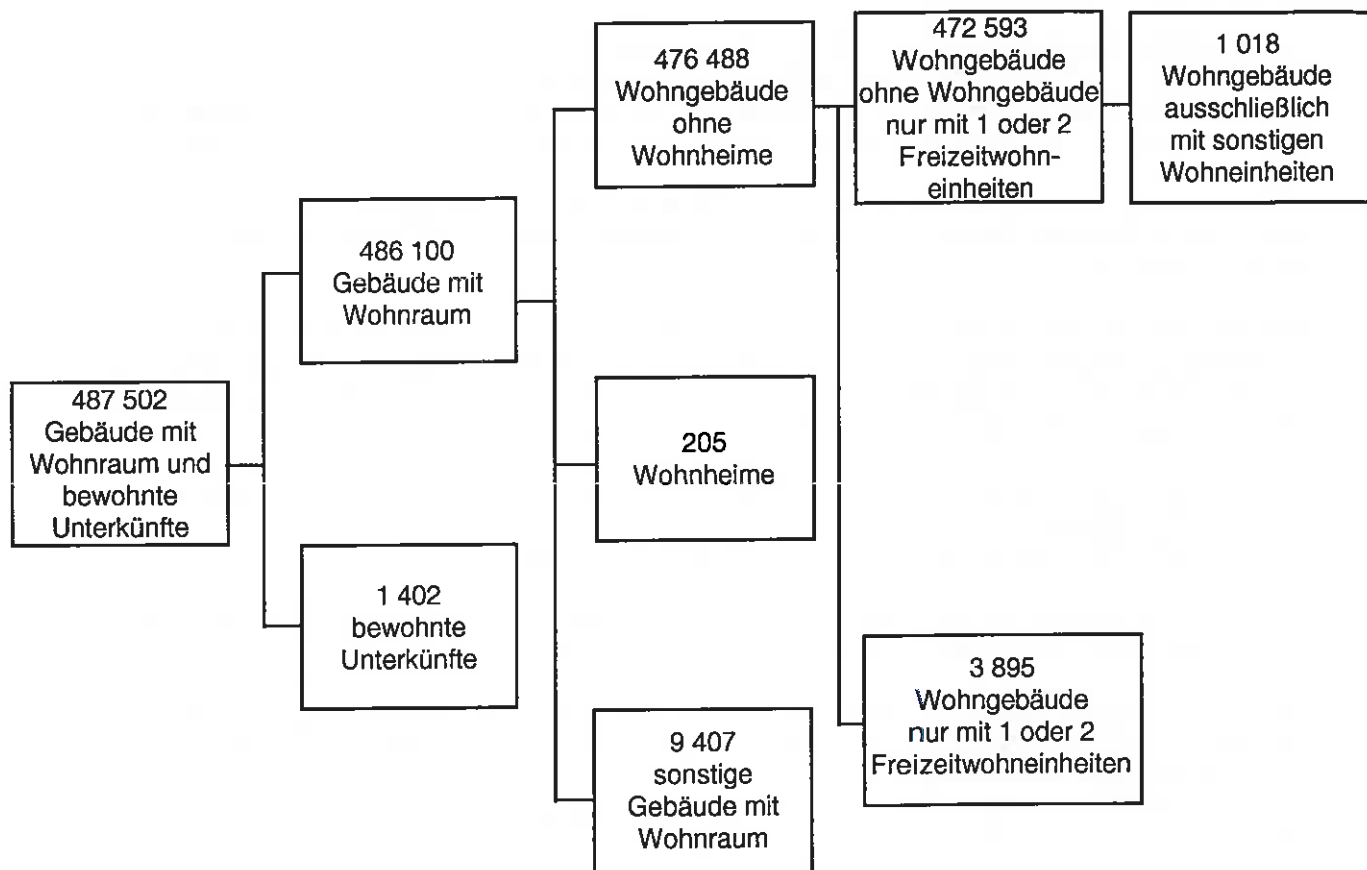 487 502
Gebäude mit
Wohnraum und
bewohnte
Unterkünfte
486 100
Gebäude mit
Wohnraum
1 402
bewohnte
Unterkünfte
476 488
Wohngebäude
ohne
Wohnheime
205
Wohnheime
9 407
sonstige
Gebäude mit
Wohnraum
472 593
Wohngebäude
ohne Wohngebäude
nur mit 1 oder 2
Freizeitwohn-
einheiten
3 895
Wohngebäude
nur mit 1 oder 2
Freizeitwohneinheiten
1 018
Wohngebäude
ausschließlich
mit sonstigen
Wohneinheiten